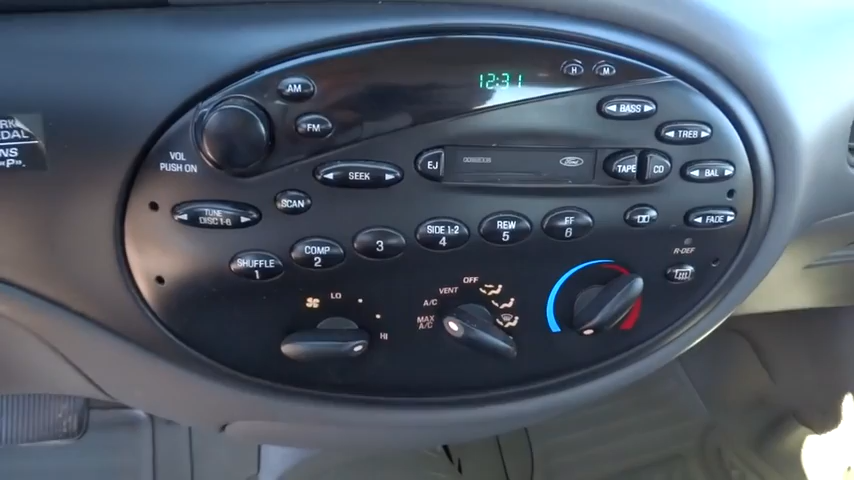 12:31
H
M
AM
FM
VOL
PUSH ON
BASS
TREB
BAL
FADE
SEEK
EJ
Ford
TAPE
CD
SCAN
TUNE
DISC 1-6
SHUFFLE
1
COMP
2
3
SIDE 1-2
4
REW
5
FF
6
R-DEF
LO
HI
OFF
VENT
A/C
MAX
A/C